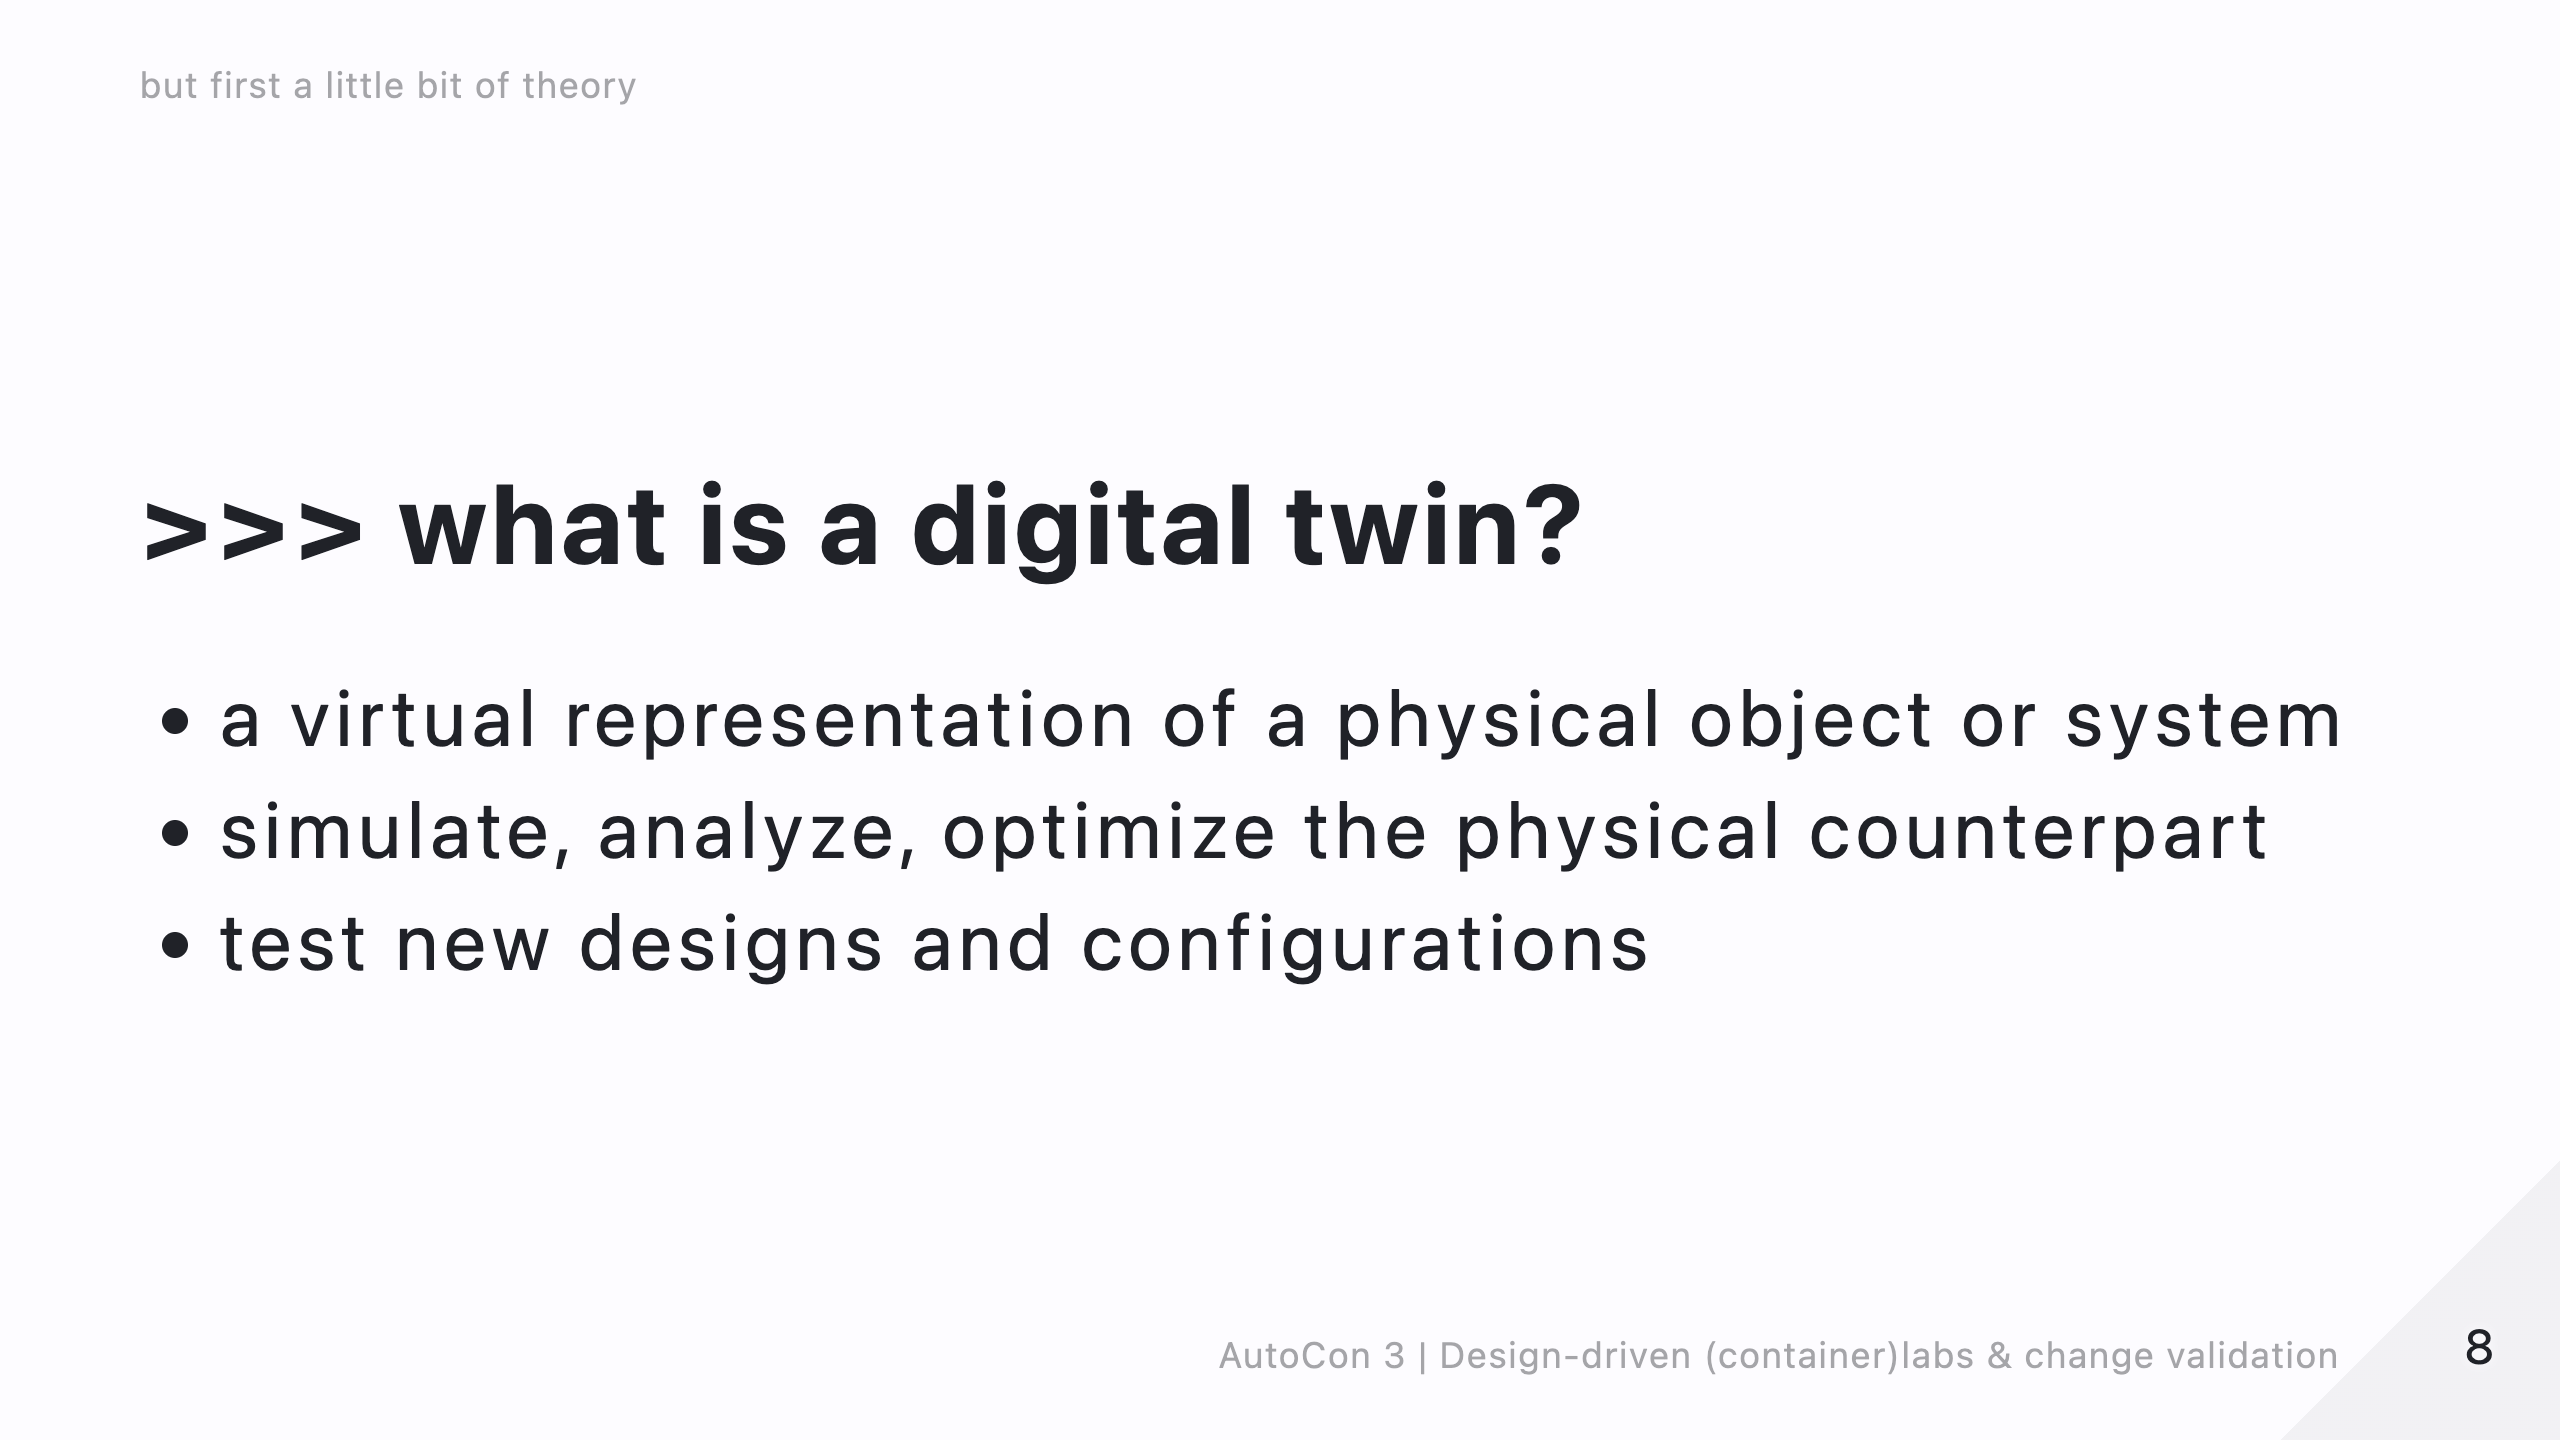 but first a little bit of theory
>>> what is a digital twin?
• a virtual representation of a physical object or system
• simulate, analyze, optimize the physical counterpart
• test new designs and configurations
AutoCon 3 | Design-driven (container)labs & change validation
8